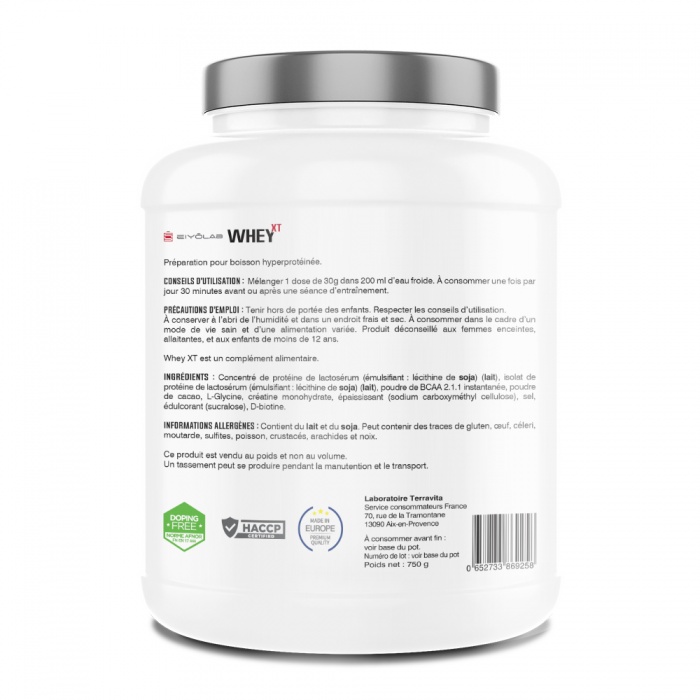 EIYŌLAB WHEY XT
Préparation pour boisson hyperprotéinée.
CONSEILS D'UTILISATION : Mélanger 1 dose de 30g dans 200 ml d'eau froide. À consommer une fois par
jour 30 minutes avant ou après une séance d'entraînement.
PRÉCAUTIONS D'EMPLOI : Tenir hors de portée des enfants. Respecter les conseils d'utilisation.
À conserver à l'abri de l'humidité et dans un endroit frais et sec. À consommer dans le cadre d'un
mode de vie sain et d'une alimentation variée. Produit déconseillé aux femmes enceintes,
allaitantes, et aux enfants de moins de 12 ans.
Whey XT est un complément alimentaire.
INGRÉDIENTS : Concentré de protéine de lactosérum (émulsifiant : lécithine de soja) (lait), isolat de
protéine de lactosérum (émulsifiant : lécithine de soja) (lait), poudre de BCAA 2.1.1 instantanée, poudre
de cacao, L-Glycine, créatine monohydrate, épaississant (sodium carboxyméthyl cellulose), sel,
édulcorant (sucralose), D-biotine.
INFORMATIONS ALLERGÈNES : Contient du lait et du soja. Peut contenir des traces de gluten, œuf, céleri,
moutarde, sulfites, poisson, crustacés, arachides et noix.
Ce produit est vendu au poids et non au volume.
Un tassement peut se produire pendant la manutention et le transport.
DOPING
FREE
NORME AFNOR
HACCP
CERTIFIED
MADE IN
EUROPE
PREMIUM
QUALITY
Laboratoire Terravita
Service consommateurs France
70, rue de la Tramontane
13090 Aix-en-Provence
À consommer avant fin :
voir base du pot.
Numéro de lot : voir base du pot
Poids net : 750 g
0 652733 869258